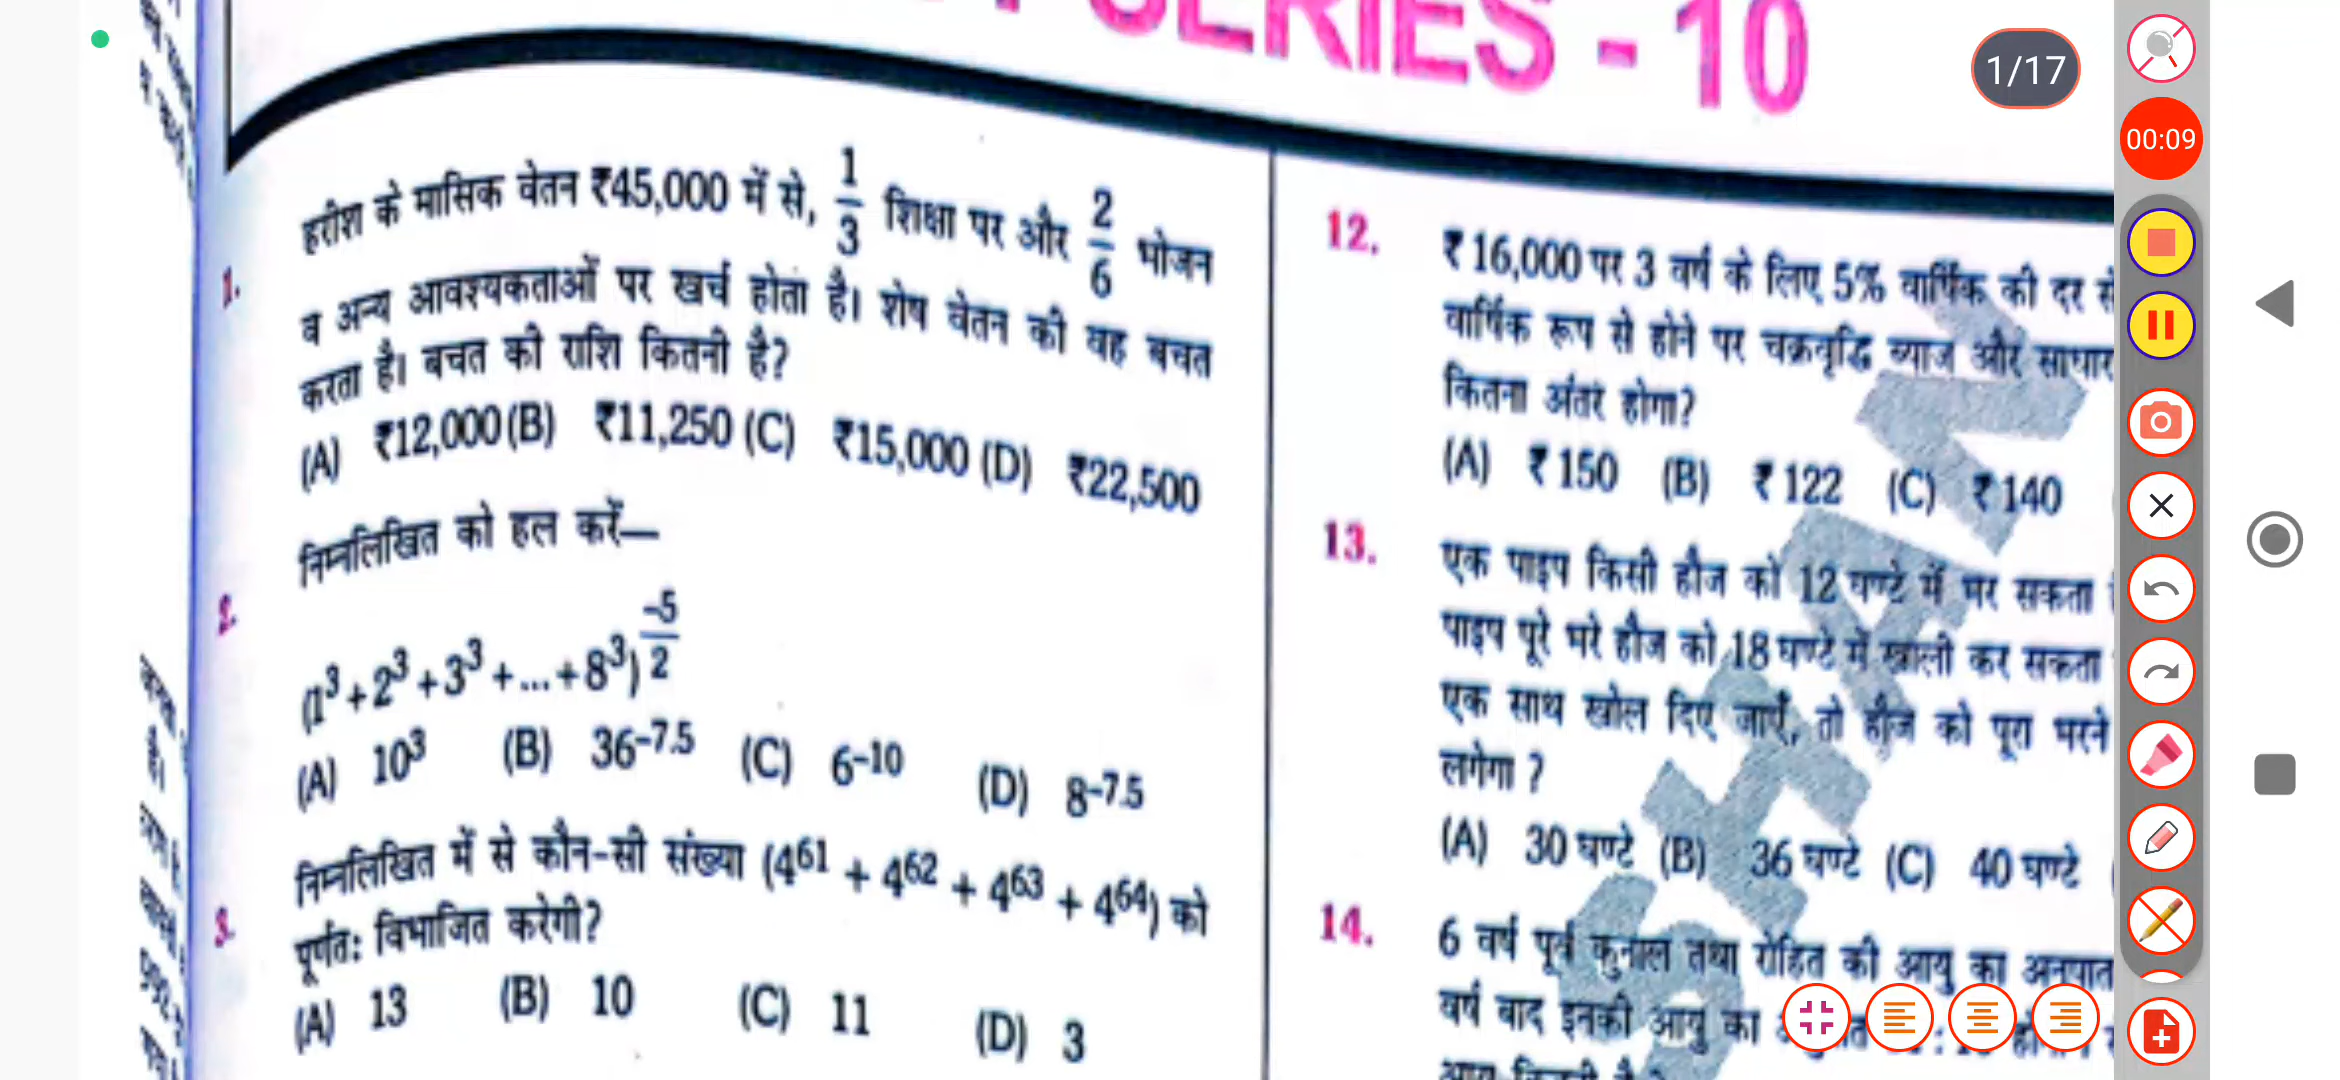 SERIES - 10
1/17
00:09
1. हरीश के मासिक वेतन ₹45,000 में से, 1/3 शिक्षा पर और 2/6 भोजन
व अन्य आवश्यकताओं पर खर्च होता है। शेष वेतन की वह बचत
करता है। बचत की राशि कितनी है?
(A) ₹12,000 (B) ₹11,250 (C) ₹15,000 (D) ₹22,500
2. निम्नलिखित को हल करें—
(1³ + 2³ + 3³ + ... + 8³)^(-5/2)
(A) 10³ (B) 36^-7.5 (C) 6^-10 (D) 8^-7.5
3. निम्नलिखित में से कौन-सी संख्या (4^61 + 4^62 + 4^63 + 4^64) को
पूर्णतः विभाजित करेगी?
(A) 13 (B) 10 (C) 11 (D) 3
12. ₹ 16,000 पर 3 वर्ष के लिए 5% वार्षिक की दर से
वार्षिक रूप से होने पर चक्रवृद्धि ब्याज और साधार
कितना अंतर होगा?
(A) ₹ 150 (B) ₹ 122 (C) ₹ 140
13. एक पाइप किसी हौज को 12 घण्टे में भर सकता
पाइप पूरे भरे हौज को 18 घण्टे में खाली कर सकता
एक साथ खोल दिए जाएँ, तो हौज को पूरा भरने
लगेगा ?
(A) 30 घण्टे (B) 36 घण्टे (C) 40 घण्टे
14. 6 वर्ष पूर्व कुनाल तथा रोहित की आयु का अनुपात
वर्ष बाद इनकी आयु का